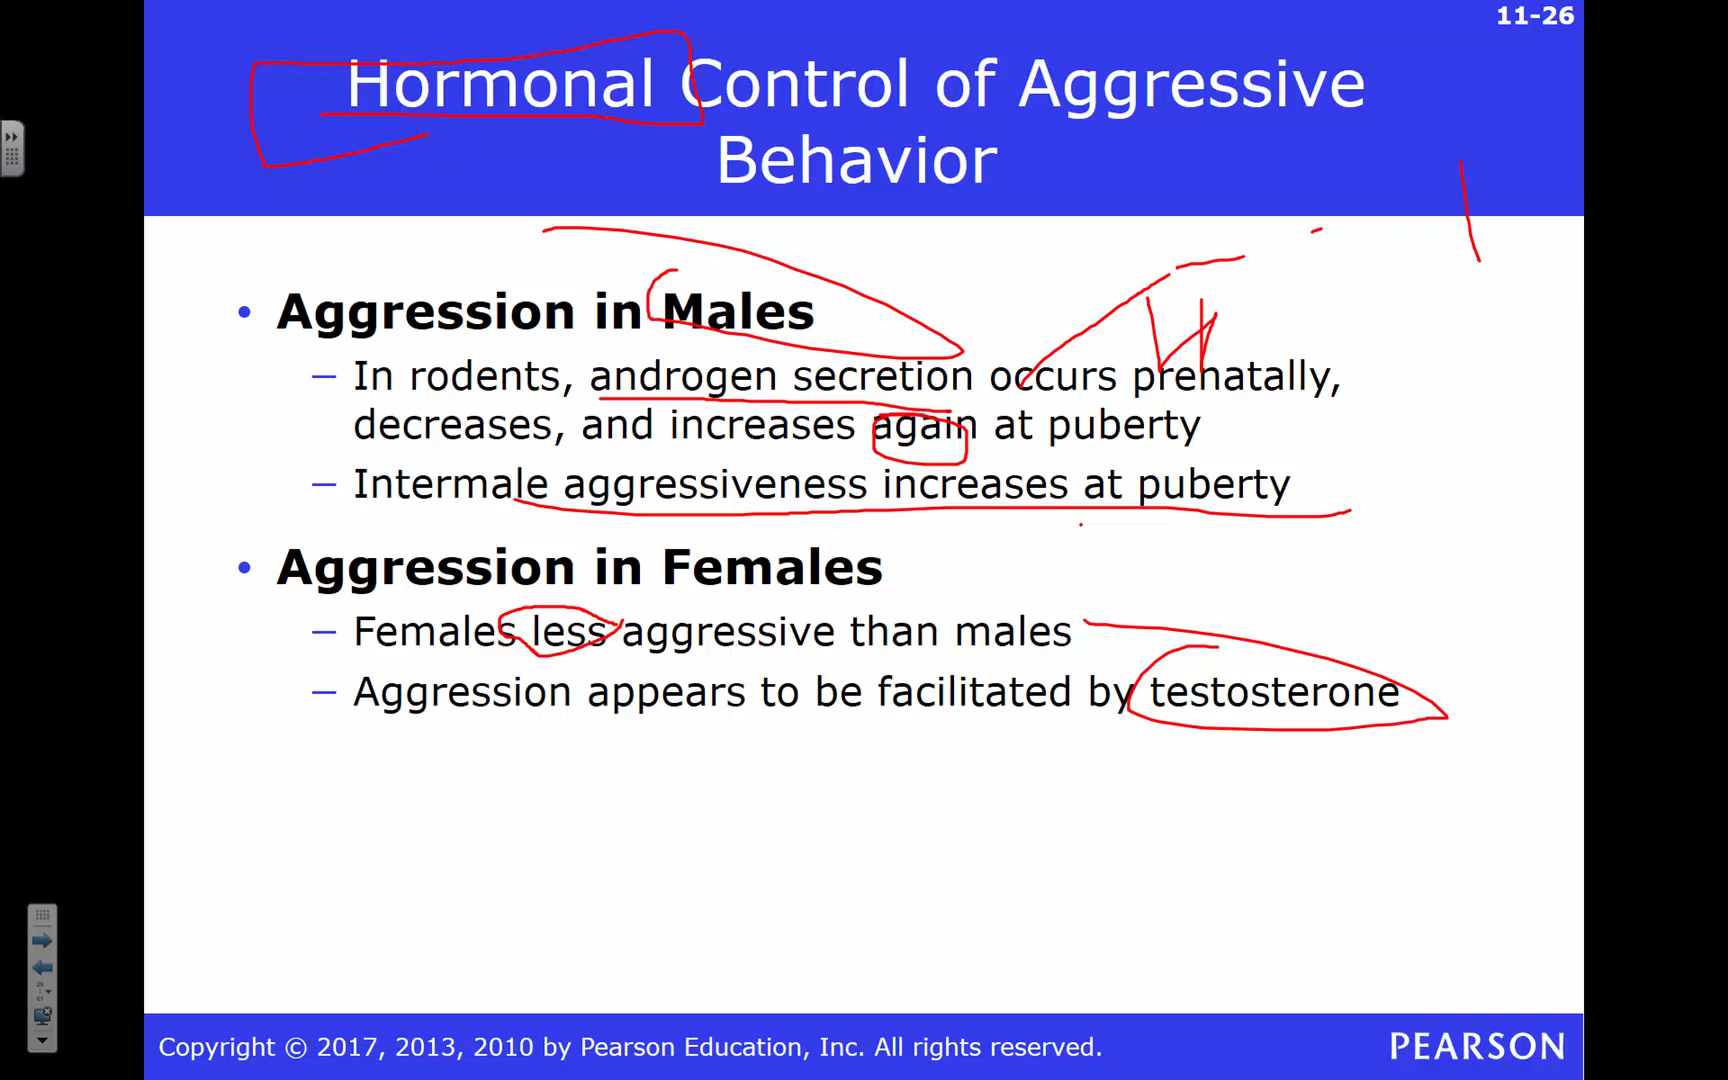 11-26
Hormonal Control of Aggressive
Behavior
• Aggression in Males
– In rodents, androgen secretion occurs prenatally,
decreases, and increases again at puberty
– Intermale aggressiveness increases at puberty
• Aggression in Females
– Females less aggressive than males
– Aggression appears to be facilitated by testosterone
Copyright © 2017, 2013, 2010 by Pearson Education, Inc. All rights reserved.
PEARSON